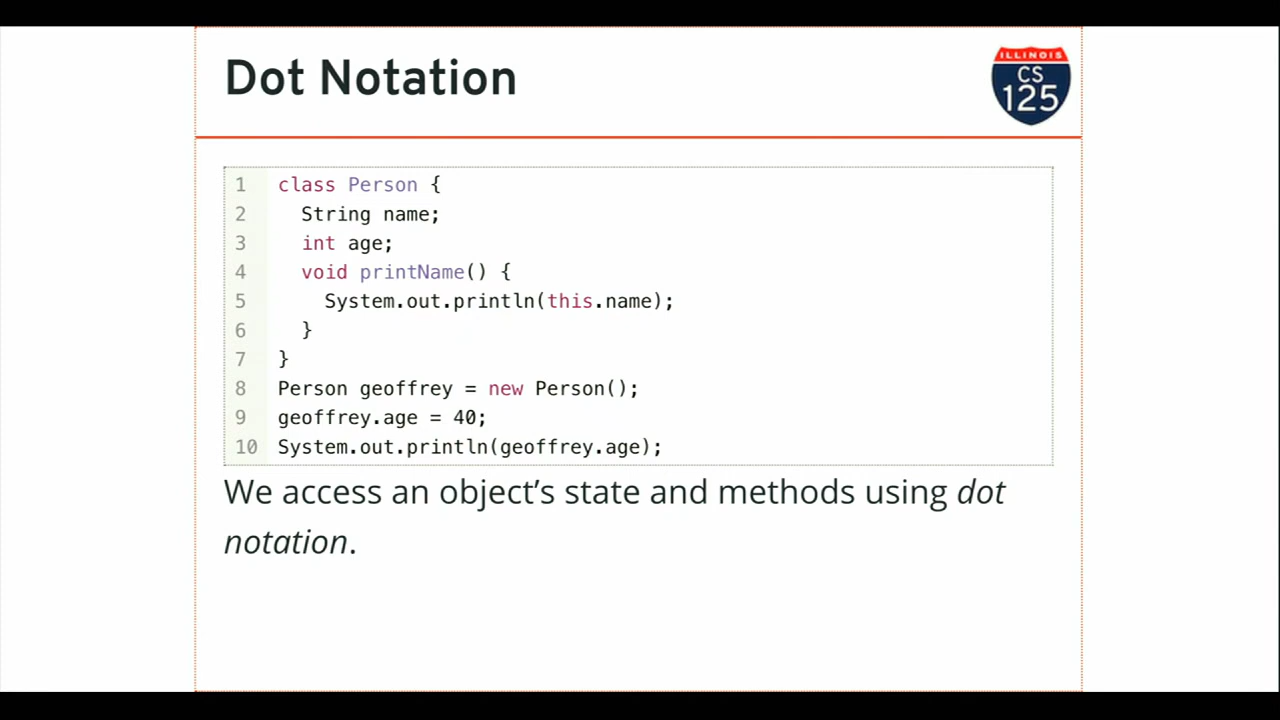 Dot Notation
ILLINOIS
CS
125
1 class Person {
2   String name;
3   int age;
4   void printName() {
5     System.out.println(this.name);
6   }
7 }
8 Person geoffrey = new Person();
9 geoffrey.age = 40;
10 System.out.println(geoffrey.age);
We access an object’s state and methods using dot
notation.